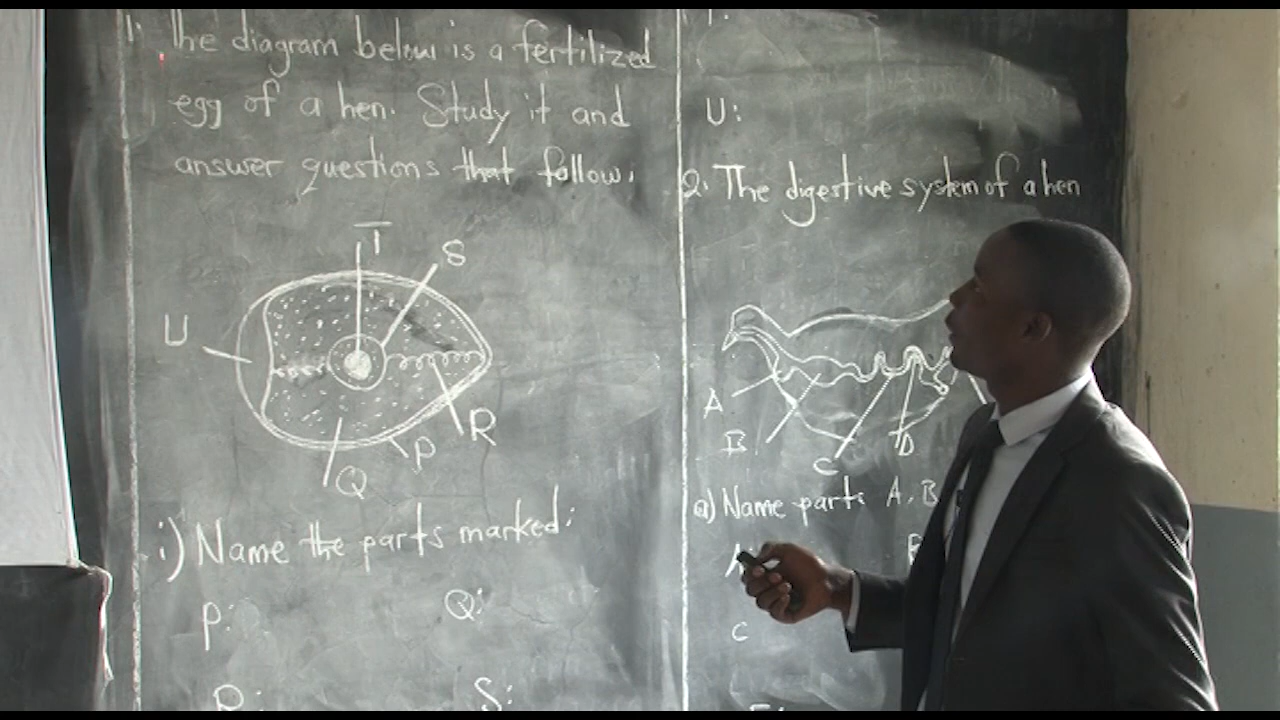 1. The diagram below is a fertilized
egg of a hen. Study it and
answer questions that follow.
T
S
U
R
P
Q
i) Name the parts marked:
P:
Q:
R:
S:
T:
U:
2. The digestive system of a hen
A
B
C
D
a) Name parts A, B
A
B
C